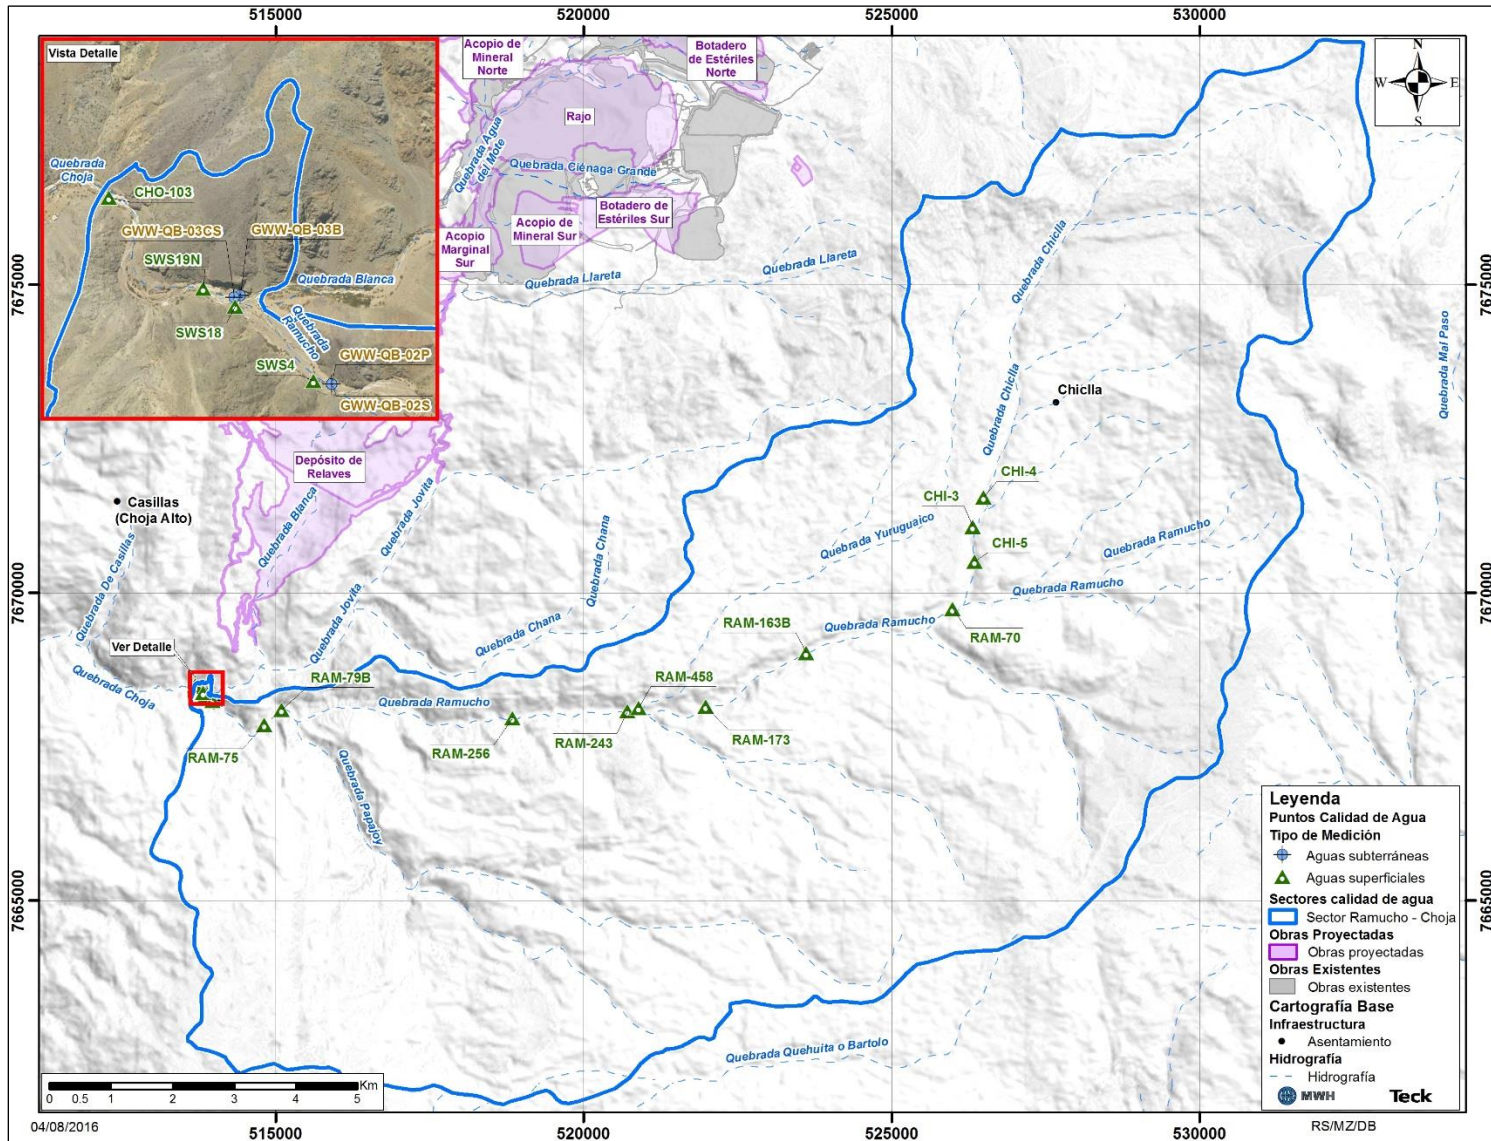 515000
520000
525000
530000
Vista Detalle
Quebrada
Choja
CHO-103
GWW-QB-03CS
GWW-QB-03B
SWS19N
Quebrada Blanca
SWS18
Quebrada
Ramucho
GWW-QB-02P
SWS4
GWW-QB-02S
Acopio de
Mineral
Norte
Botadero
de Estériles
Norte
Rajo
Quebrada Agua
del Mote
Quebrada Ciénaga Grande
Botadero de
Estériles Sur
Acopio de
Mineral Sur
Acopio
Marginal
Sur
Quebrada Llareta
Quebrada Llareta
Quebrada Chiclla
N
W
E
S
7675000
7675000
Quebrada Mal Paso
Quebrada Chiclla
Chiclla
Depósito de
Relaves
Casillas
(Choja Alto)
Quebrada Blanca
Quebrada Jovita
Quebrada Chana
Quebrada De Casillas
CHI-4
CHI-3
Quebrada Yuruguaico
CHI-5
Quebrada Ramucho
7670000
7670000
Quebrada Ramucho
Quebrada Jovita
Quebrada Chana
RAM-163B
Quebrada Ramucho
RAM-70
Ver Detalle
Quebrada Choja
RAM-79B
Quebrada Ramucho
RAM-458
RAM-75
RAM-256
RAM-243
RAM-173
Quebrada Papajoy
7665000
7665000
Quebrada Quehuita o Bartolo
Leyenda
Puntos Calidad de Agua
Tipo de Medición
Aguas subterráneas
Aguas superficiales
Sectores calidad de agua
Sector Ramucho - Choja
Obras Proyectadas
Obras proyectadas
Obras Existentes
Obras existentes
Cartografía Base
Infraestructura
Asentamiento
Hidrografía
Hidrografía
MWH
Teck
Km
0 0.5 1 2 3 4 5
04/08/2016
515000
520000
525000
530000
RS/MZ/DB